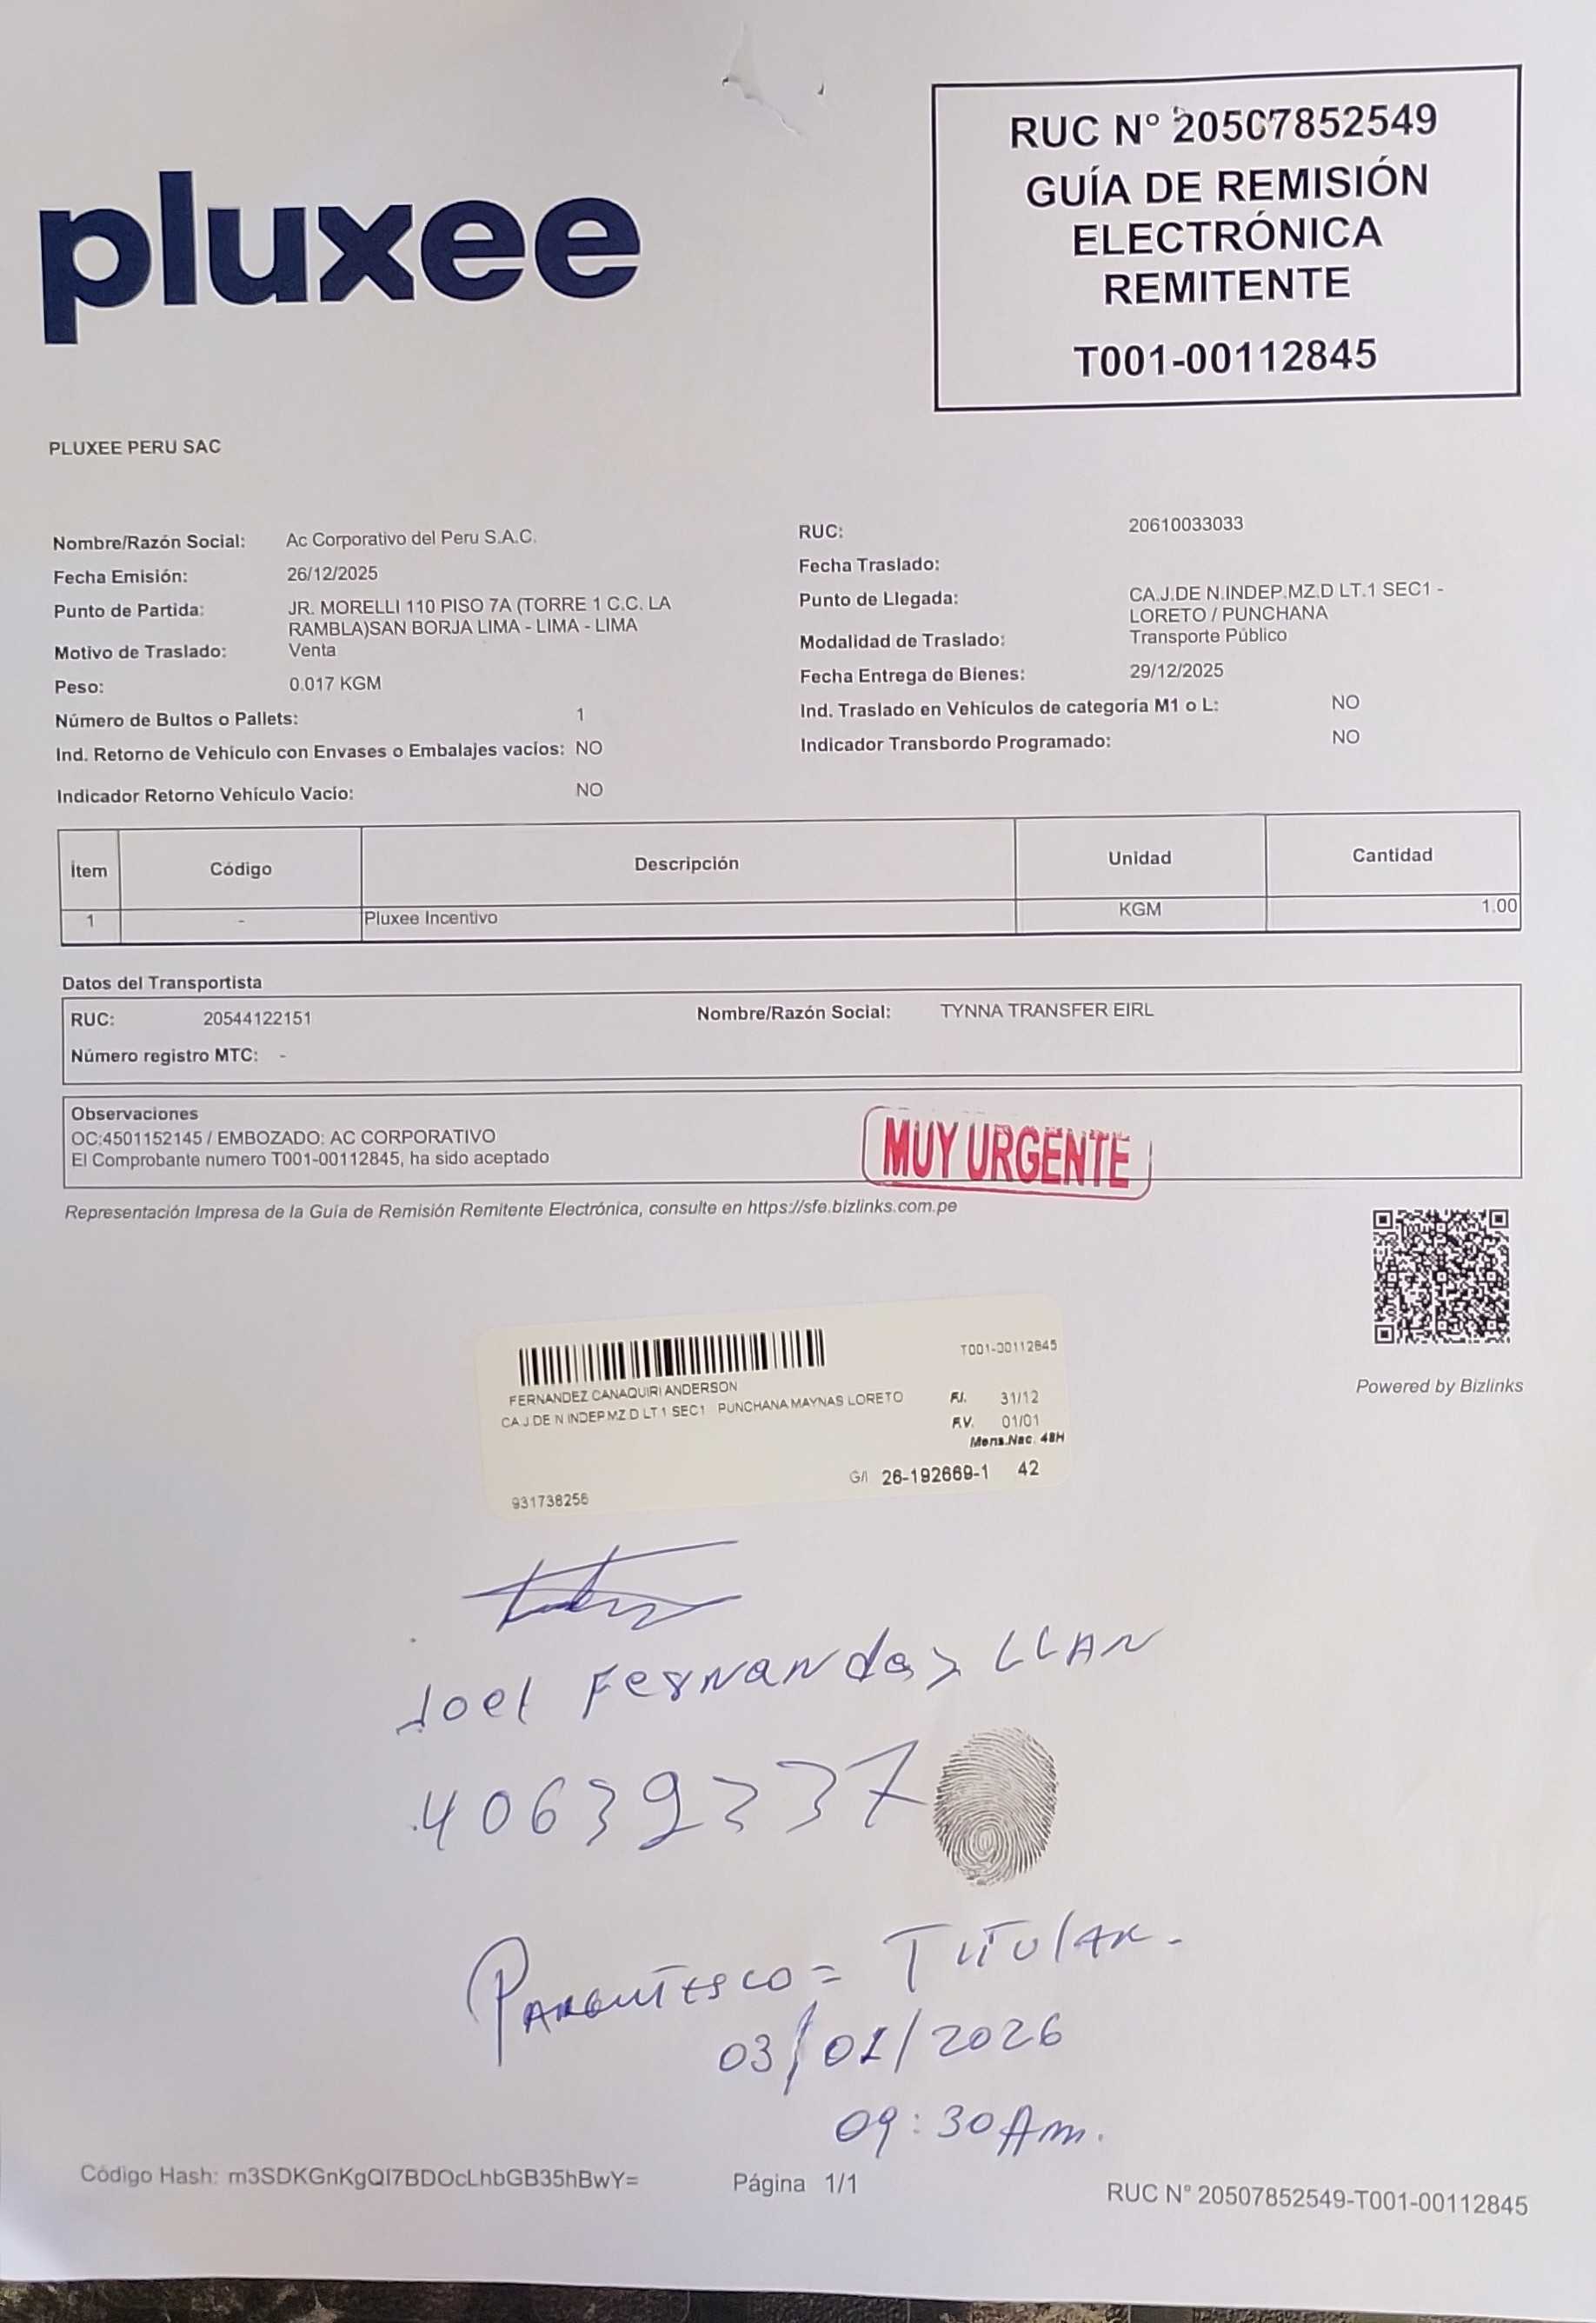 pluxee
RUC N° 20507852549
GUÍA DE REMISIÓN
ELECTRÓNICA
REMITENTE
T001-00112845
PLUXEE PERU SAC
Nombre/Razón Social: Ac Corporativo del Peru S.A.C.
Fecha Emisión: 26/12/2025
Punto de Partida: JR. MORELLI 110 PISO 7A (TORRE 1 C.C. LA
RAMBLA)SAN BORJA LIMA - LIMA - LIMA
Motivo de Traslado: Venta
Peso: 0.017 KGM
Número de Bultos o Pallets: 1
Ind. Retorno de Vehículo con Envases o Embalajes vacíos: NO
Indicador Retorno Vehículo Vacío: NO
RUC: 20610033033
Fecha Traslado:
Punto de Llegada: CA.J.DE N.INDEP.MZ.D LT.1 SEC1 -
LORETO / PUNCHANA
Modalidad de Traslado: Transporte Público
Fecha Entrega de Bienes: 29/12/2025
Ind. Traslado en Vehículos de categoría M1 o L: NO
Indicador Transbordo Programado: NO
Ítem Código Descripción Unidad Cantidad
1 - Pluxee Incentivo KGM 1.00
Datos del Transportista
RUC: 20544122151 Nombre/Razón Social: TYNNA TRANSFER EIRL
Número registro MTC: -
Observaciones
OC:4501152145 / EMBOZADO: AC CORPORATIVO
El Comprobante numero T001-00112845, ha sido aceptado
MUY URGENTE
Representación Impresa de la Guía de Remisión Remitente Electrónica, consulte en https://sfe.bizlinks.com.pe
Powered by Bizlinks
T001-00112845
FERNANDEZ CANAQUIRI ANDERSON
CA.J.DE N INDEP.MZ.D LT 1 SEC1 PUNCHANA MAYNAS LORETO
F.I. 31/12
F.V. 01/01
Mens.Nac. 48H
G/I 26-192669-1 42
931738256
Joel Fernandez LLAN
40639237
Parentesco = Titular.
03/01/2026
09:30 Am.
Código Hash: m3SDKGnKgQI7BDOcLhbGB35hBwY=
Página 1/1
RUC N° 20507852549-T001-00112845